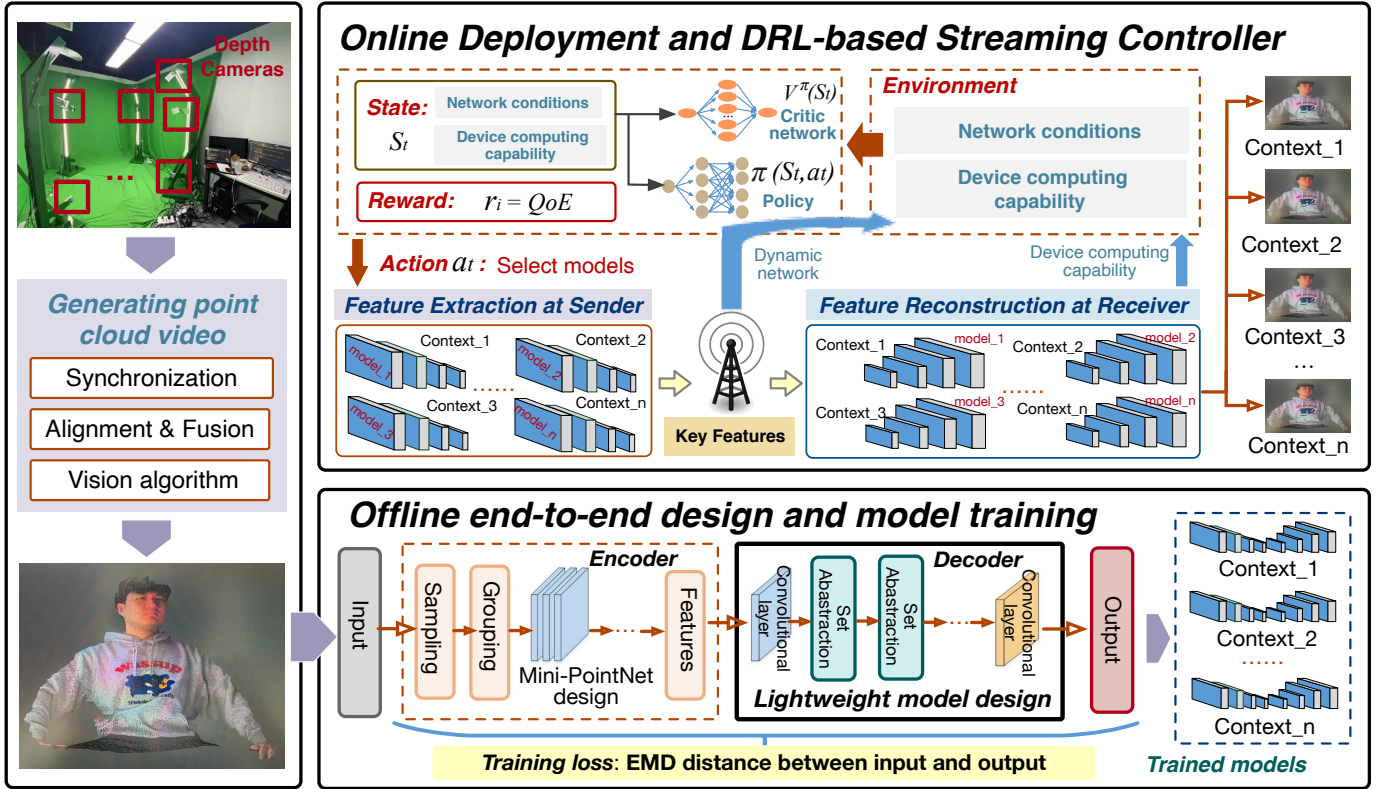 Depth
Cameras
...
Generating point
cloud video
Synchronization
Alignment & Fusion
Vision algorithm
wassup
Online Deployment and DRL-based Streaming Controller
State:
St
Network conditions
Device computing
capability
Reward:
ri = QoE
...
Vπ(St)
Critic
network
π (St, at)
Policy
Environment
Network conditions
Device computing
capability
Action at : Select models
Dynamic
network
Device computing
capability
Feature Extraction at Sender
Context_1
model_1
Context_2
model_2
......
Context_3
model_3
Context_n
model_n
Key Features
Feature Reconstruction at Receiver
Context_1
model_1
Context_2
model_2
......
Context_3
model_3
Context_n
model_n
Context_1
Context_2
Context_3
...
Context_n
Offline end-to-end design and model training
Input
Encoder
Sampling
Grouping
Mini-PointNet
design
...
Features
Decoder
Convolutional
layer
Set
Abastraction
Set
Abastraction
...
Convolutional
layer
Lightweight model design
Output
Training loss: EMD distance between input and output
Context_1
Context_2
......
Context_n
Trained models